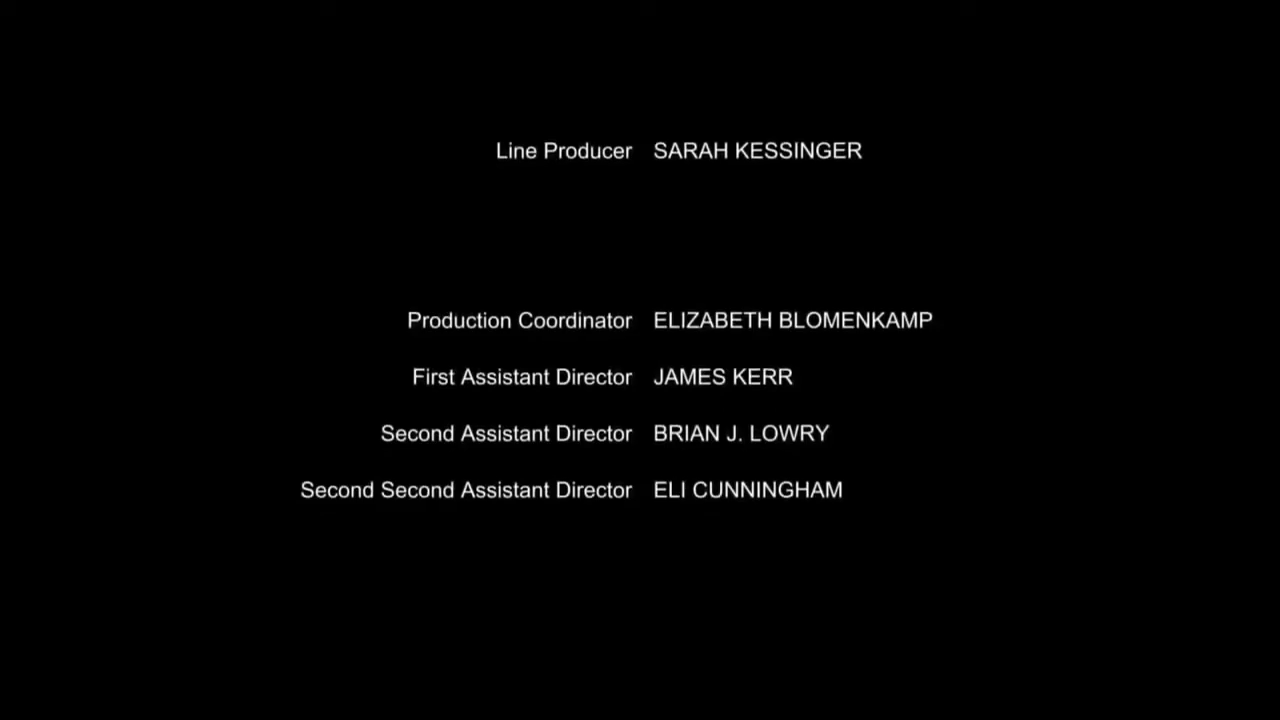 Line Producer SARAH KESSINGER
Production Coordinator ELIZABETH BLOMENKAMP
First Assistant Director JAMES KERR
Second Assistant Director BRIAN J. LOWRY
Second Second Assistant Director ELI CUNNINGHAM